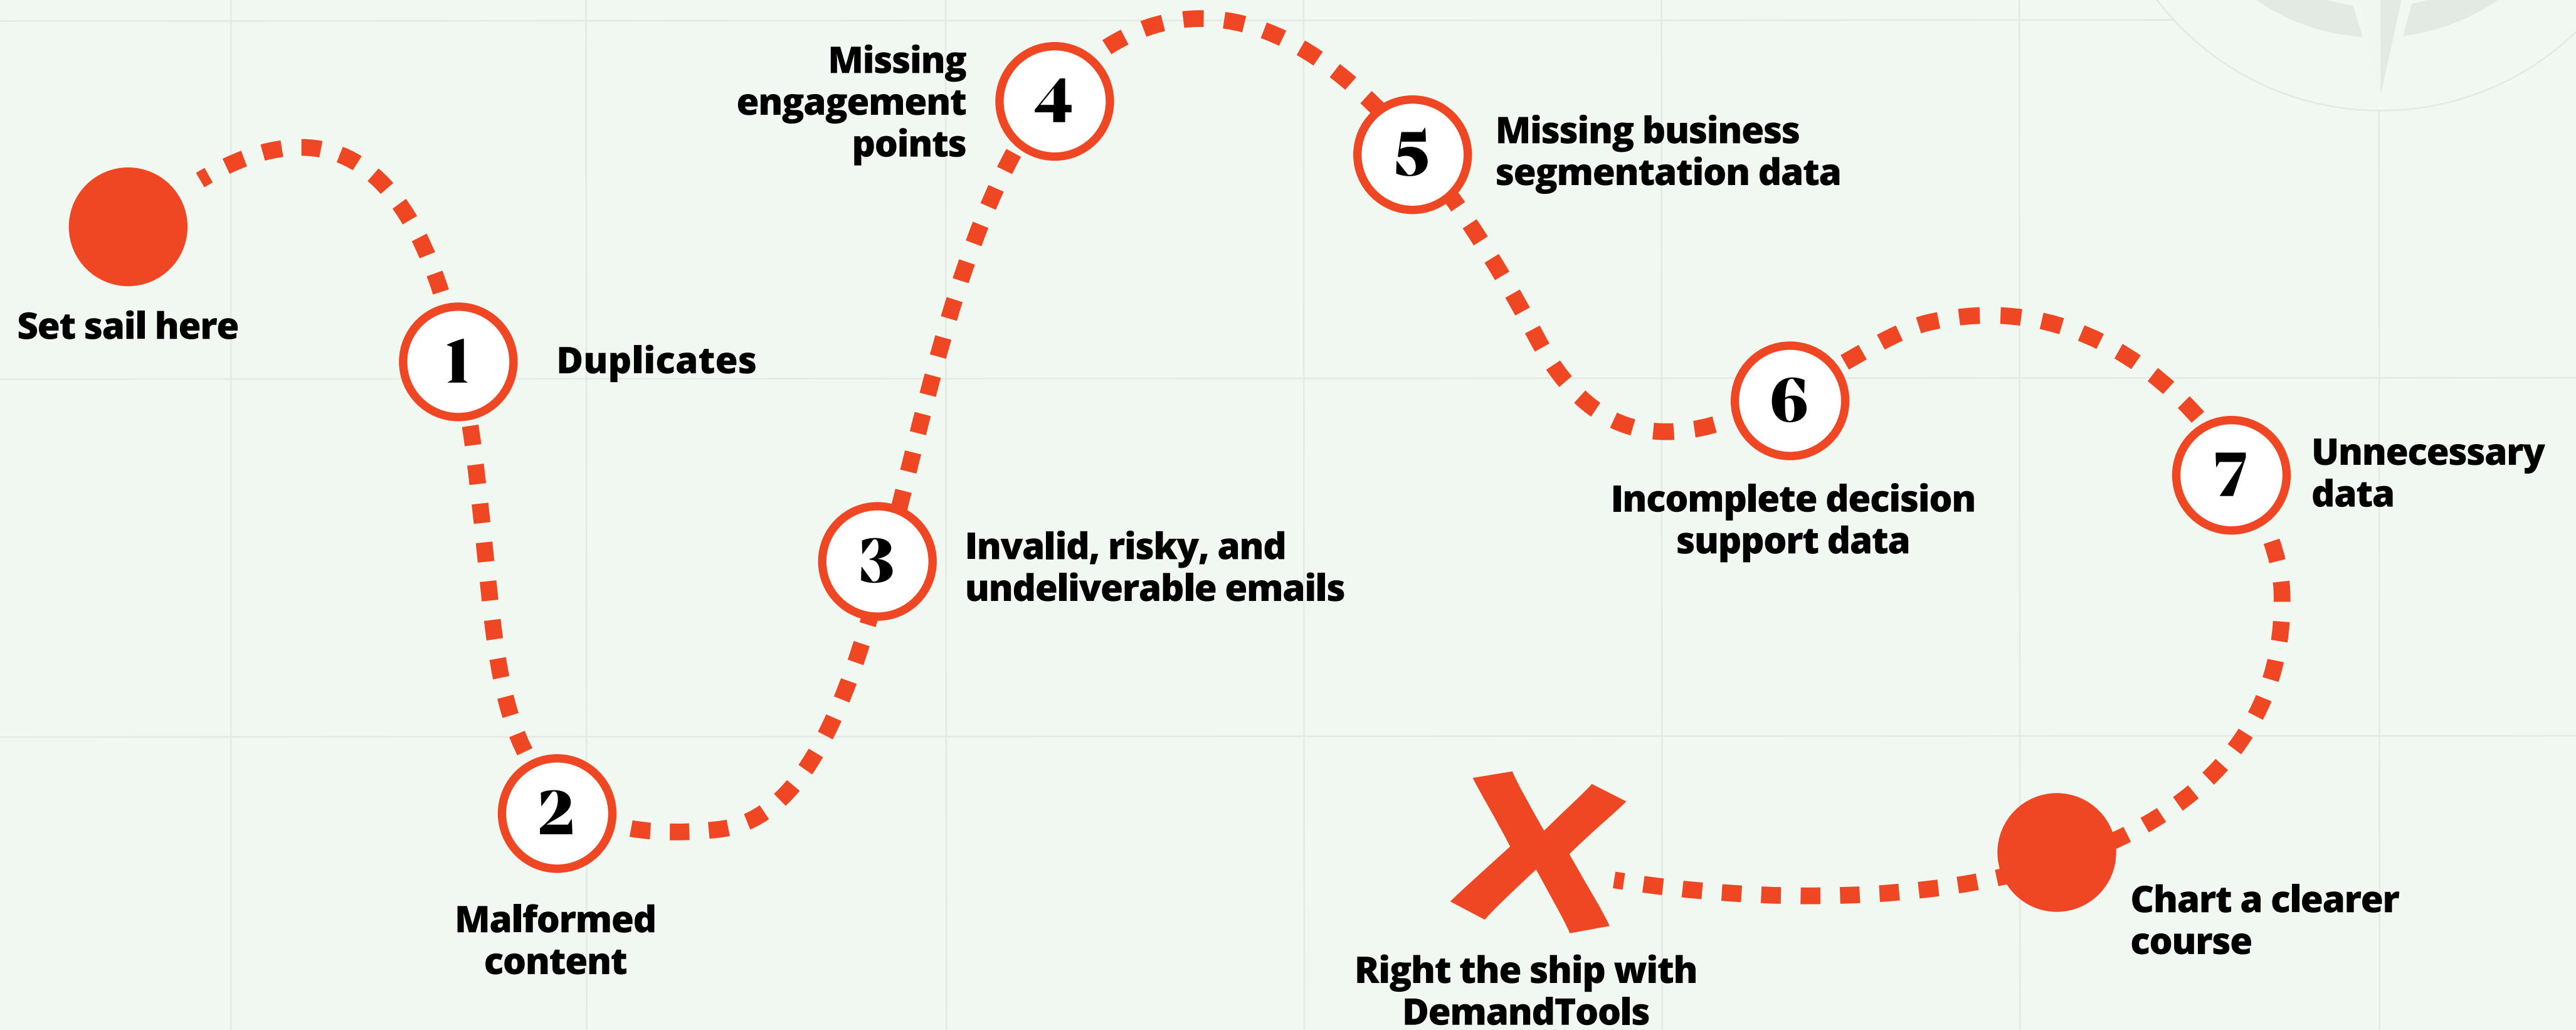 Set sail here
1
Duplicates
2
Malformed
content
3
Invalid, risky, and
undeliverable emails
4
Missing
engagement
points
5
Missing business
segmentation data
6
Incomplete decision
support data
7
Unnecessary
data
Chart a clearer
course
X
Right the ship with
DemandTools